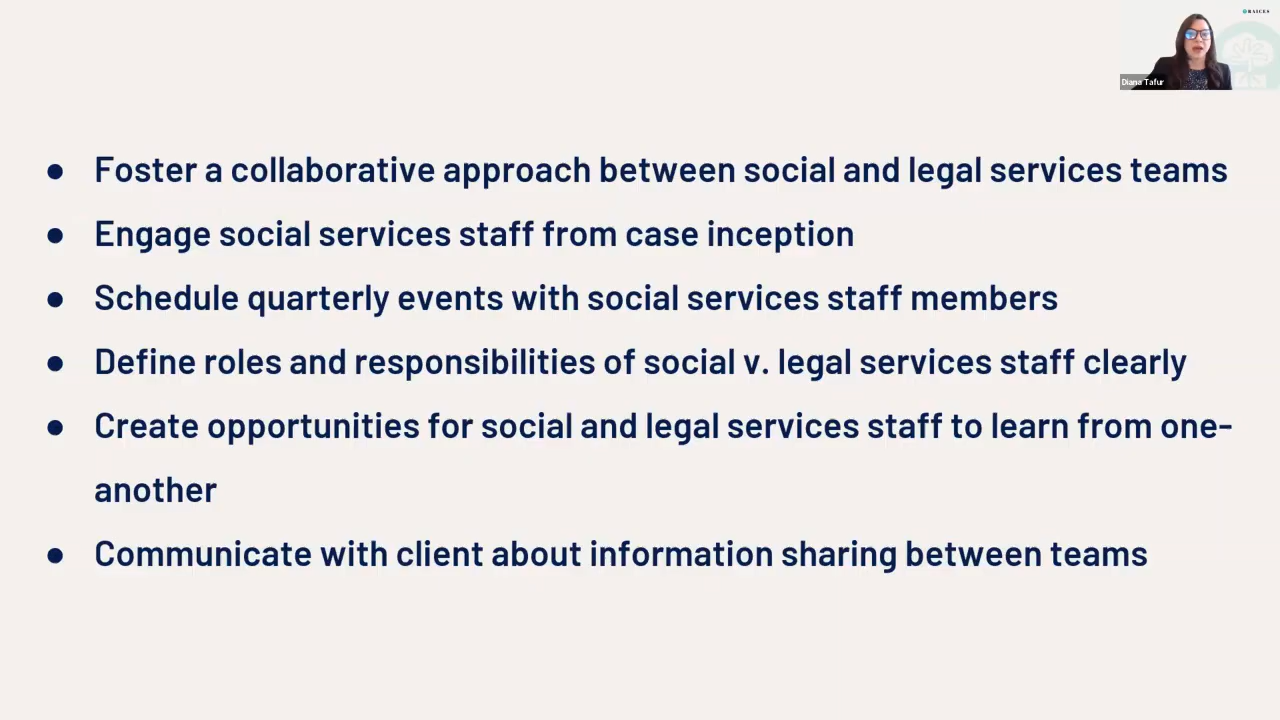 RAICES
Diana Tafur
● Foster a collaborative approach between social and legal services teams
● Engage social services staff from case inception
● Schedule quarterly events with social services staff members
● Define roles and responsibilities of social v. legal services staff clearly
● Create opportunities for social and legal services staff to learn from one-
another
● Communicate with client about information sharing between teams